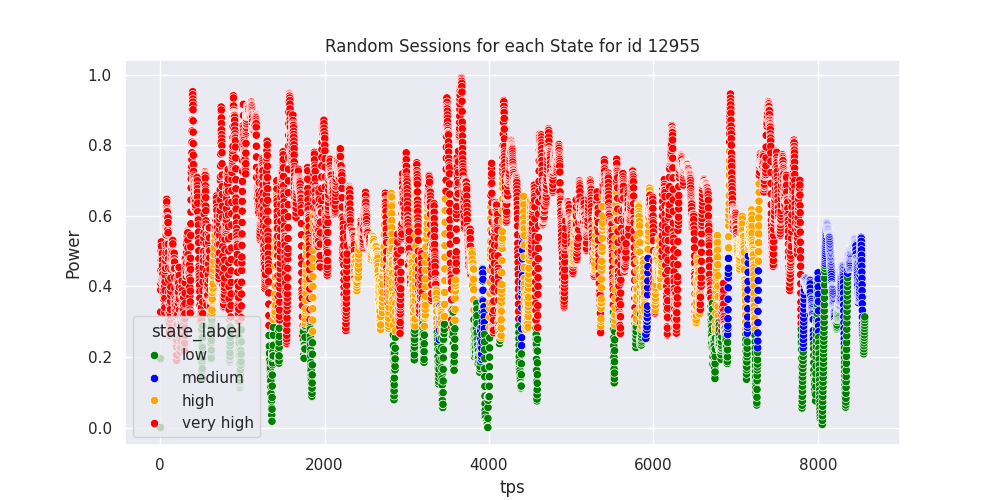 Random Sessions for each State for id 12955
Power
1.0
0.8
0.6
0.4
0.2
0.0
state_label
low
medium
high
very high
0 2000 4000 6000 8000
tps